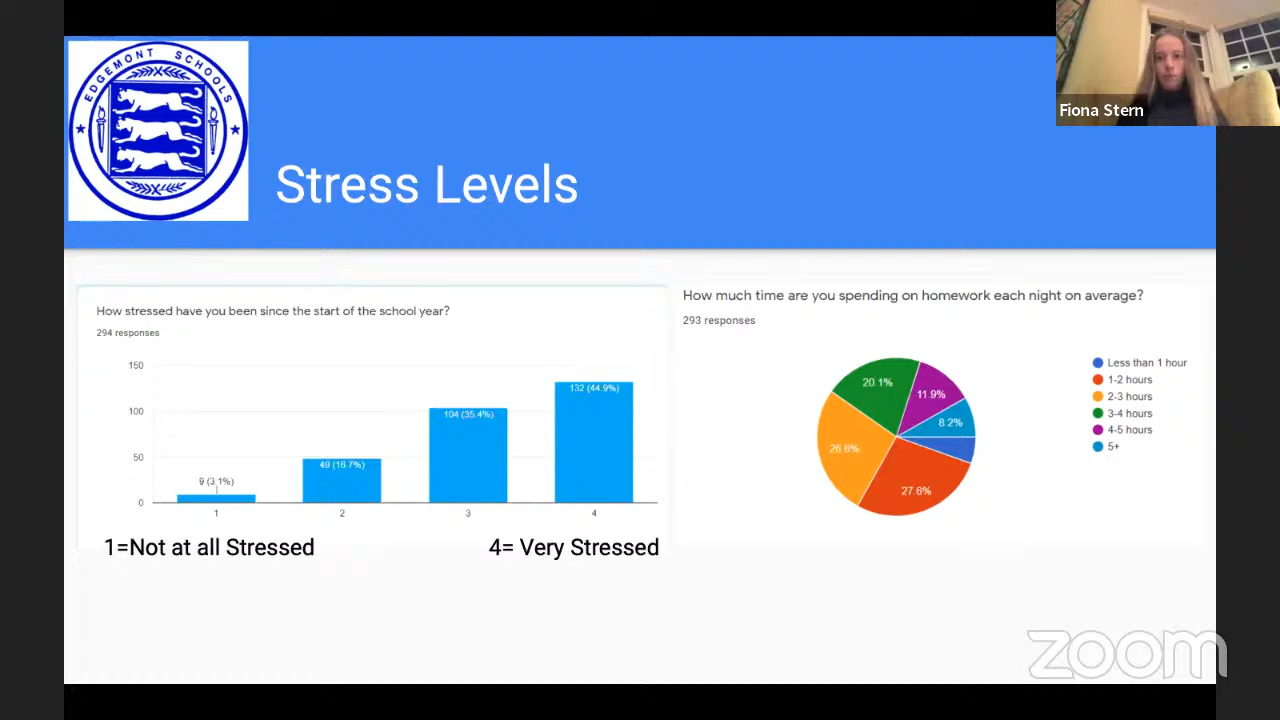 EDGEMONT SCHOOLS
Fiona Stern
Stress Levels
How stressed have you been since the start of the school year?
294 responses
150
100
50
0
9 (3.1%)
49 (16.7%)
104 (35.4%)
132 (44.9%)
1
2
3
4
1=Not at all Stressed
4= Very Stressed
How much time are you spending on homework each night on average?
293 responses
20.1%
11.9%
8.2%
26.6%
27.6%
Less than 1 hour
1-2 hours
2-3 hours
3-4 hours
4-5 hours
5+
zoom